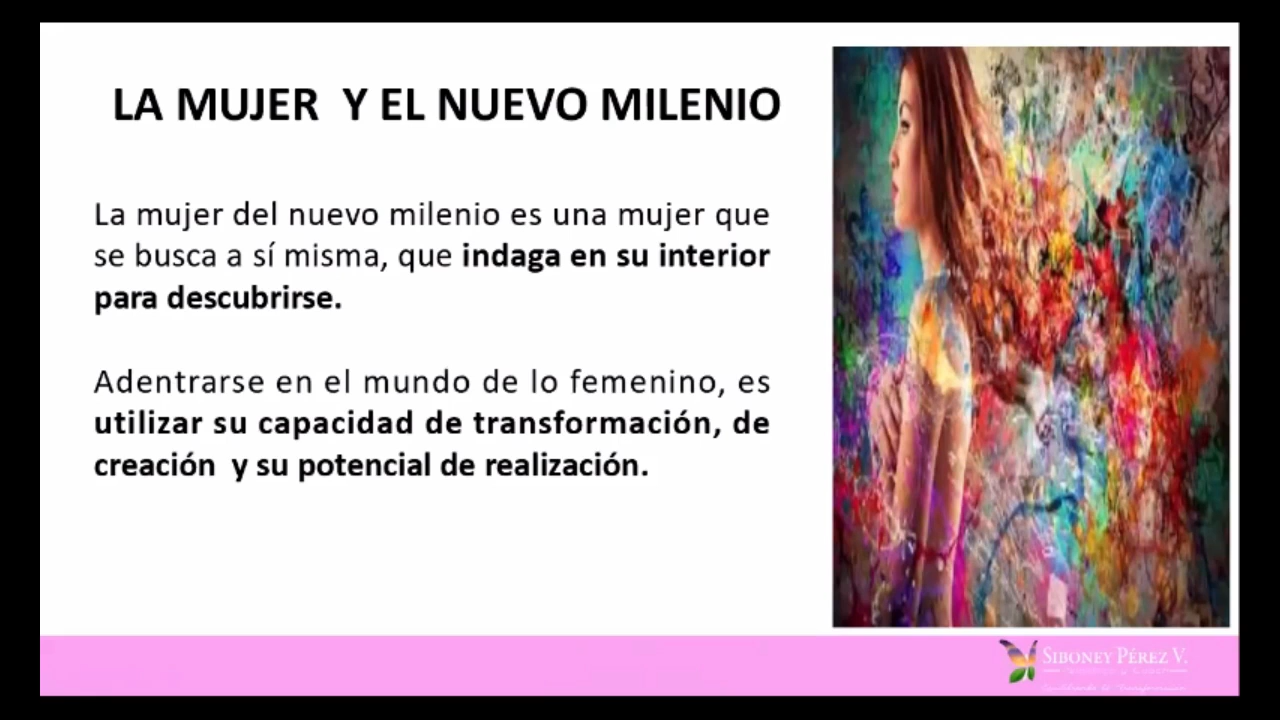 LA MUJER Y EL NUEVO MILENIO
La mujer del nuevo milenio es una mujer que
se busca a sí misma, que indaga en su interior
para descubrirse.
Adentrarse en el mundo de lo femenino, es
utilizar su capacidad de transformación, de
creación y su potencial de realización.
SIBONEY PÉREZ V.